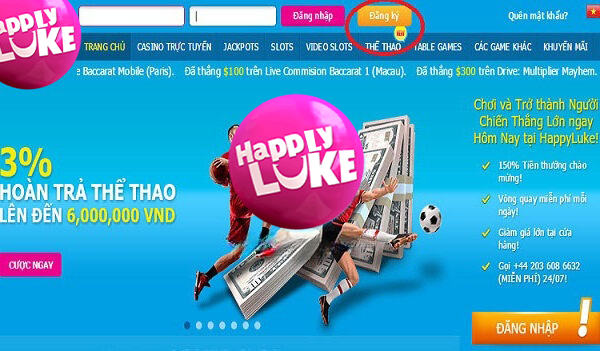 HaPPLY
LUKE
Đăng nhập
Đăng ký
Quên mật khẩu?
TRANG CHỦ CASINO TRỰC TUYẾN JACKPOTS SLOTS VIDEO SLOTS THỂ THAO TABLE GAMES CÁC GAME KHÁC KHUYẾN MÃI
Baccarat Mobile (Paris). Đã thắng $100 trên Live Commision Baccarat 1 (Macau). Đã thắng $300 trên Drive: Multiplier Mayhem.
3%
HOÀN TRẢ THỂ THAO
LÊN ĐẾN 6,000,000 VND
CƯỢC NGAY
HaPPLY
LUKE
Chơi và Trở thành Người
Chiến Thắng Lớn ngay
Hôm Nay tại HappyLuke!
150% Tiền thưởng chào
mừng!
Vòng quay miễn phí mỗi
ngày!
Giảm giá lớn tại cửa
hàng!
Gọi +44 203 608 6632
(MIỄN PHÍ) 24/07!
ĐĂNG NHẬP !